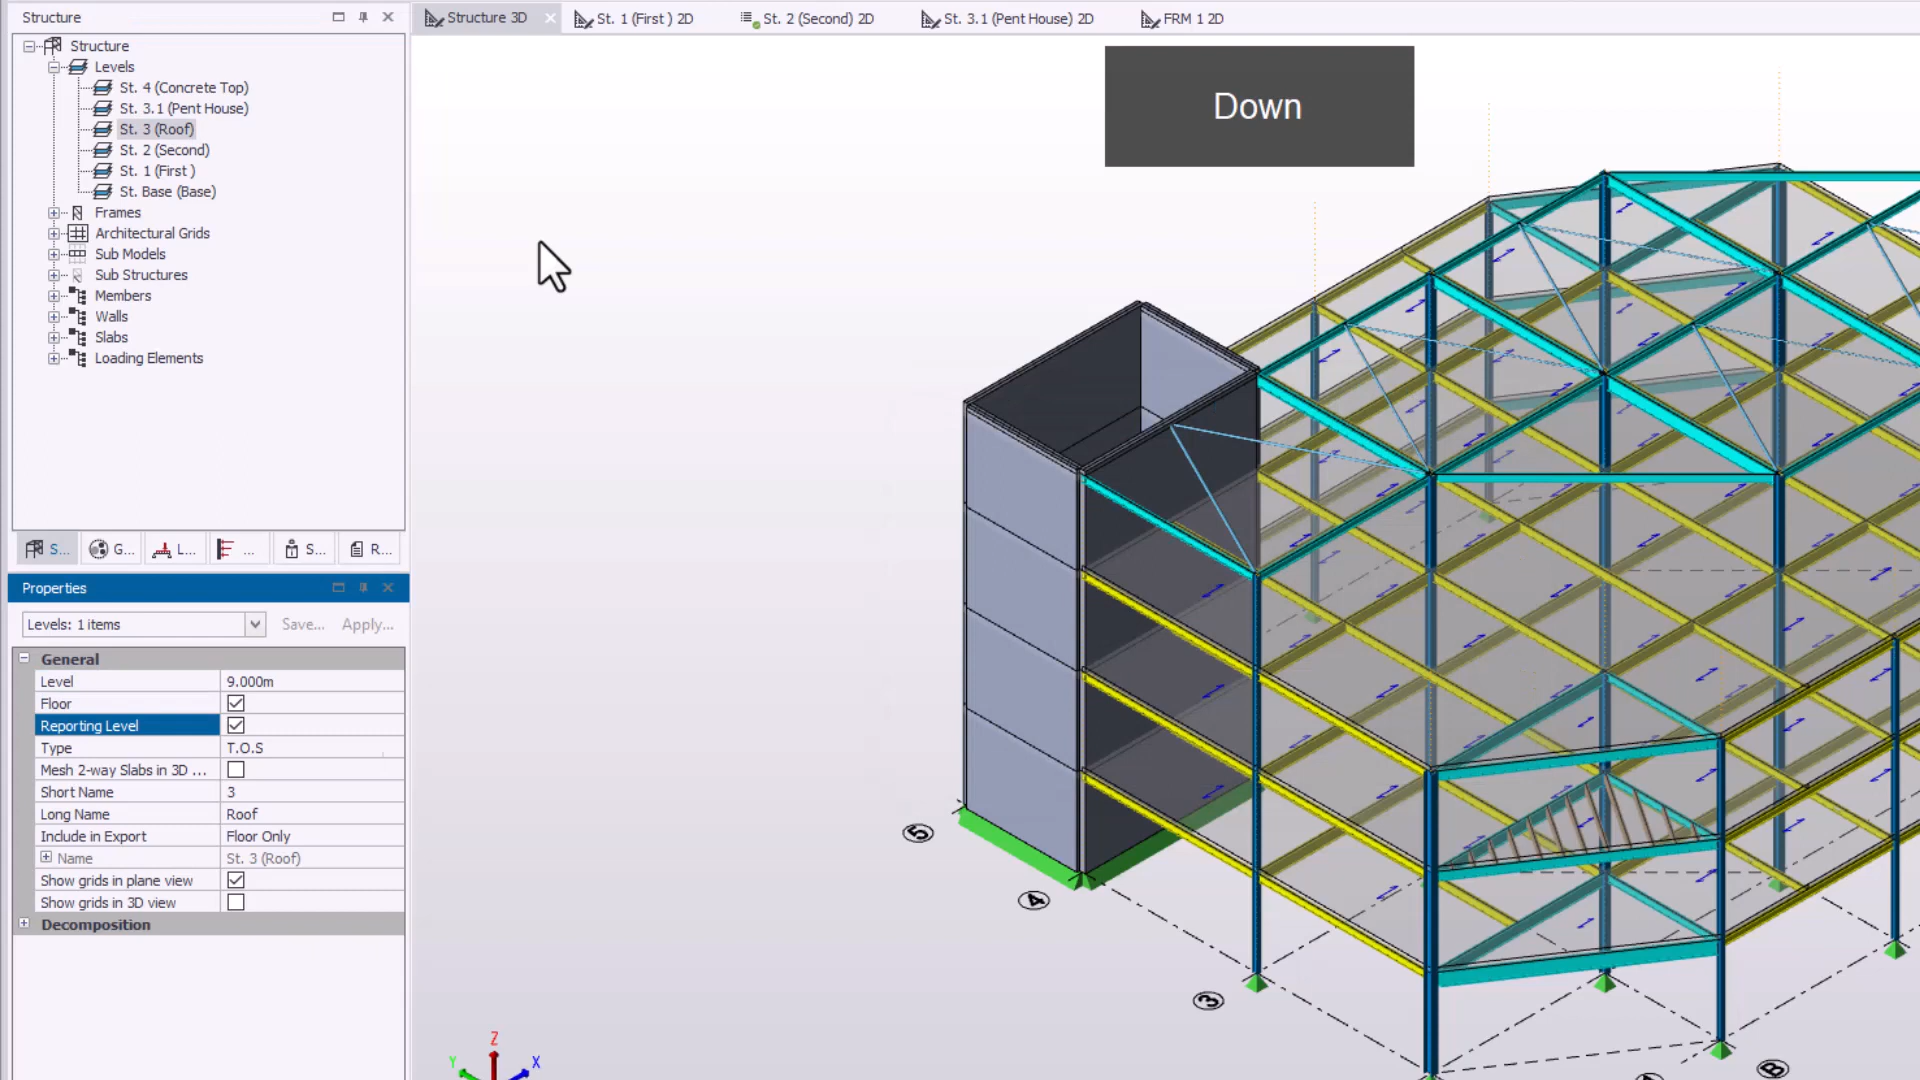 Structure
Structure
Levels
St. 4 (Concrete Top)
St. 3.1 (Pent House)
St. 3 (Roof)
St. 2 (Second)
St. 1 (First )
St. Base (Base)
Frames
Architectural Grids
Sub Models
Sub Structures
Members
Walls
Slabs
Loading Elements
S... G... L... ... S... R...
Properties
Levels: 1 items Save... Apply...
General
Level 9.000m
Floor
Reporting Level
Type T.O.S
Mesh 2-way Slabs in 3D ...
Short Name 3
Long Name Roof
Include in Export Floor Only
Name St. 3 (Roof)
Show grids in plane view
Show grids in 3D view
Decomposition
Structure 3D St. 1 (First ) 2D St. 2 (Second) 2D St. 3.1 (Pent House) 2D FRM 1 2D
Down
5
4
3
B
Z
Y X